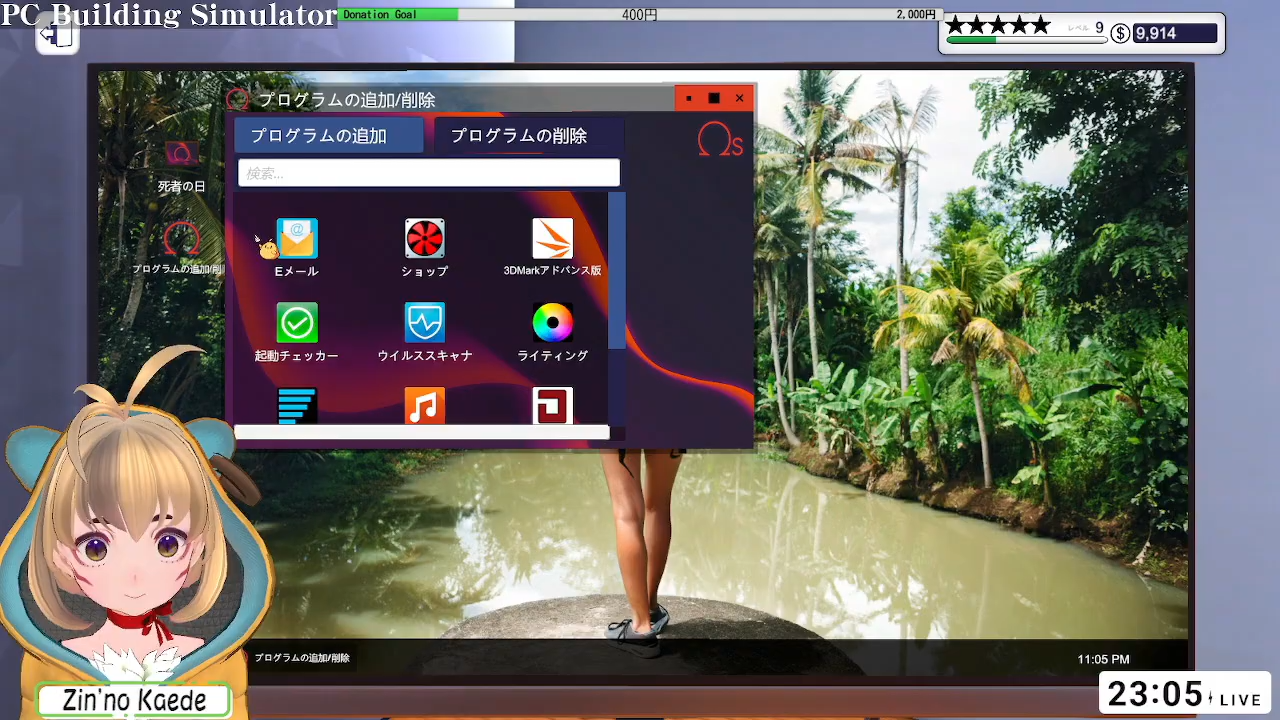 PC Building Simulator
Donation Goal
400円
2,000円
レベル 9
$ 9,914
プログラムの追加/削除
プログラムの追加
プログラムの削除
Ωs
検索...
死者の日
プログラムの追加/削
Eメール
ショップ
3DMarkアドバンス版
起動チェッカー
ウイルススキャナ
ライティング
プログラムの追加/削除
11:05 PM
Zin'no Kaede
23:05 LIVE